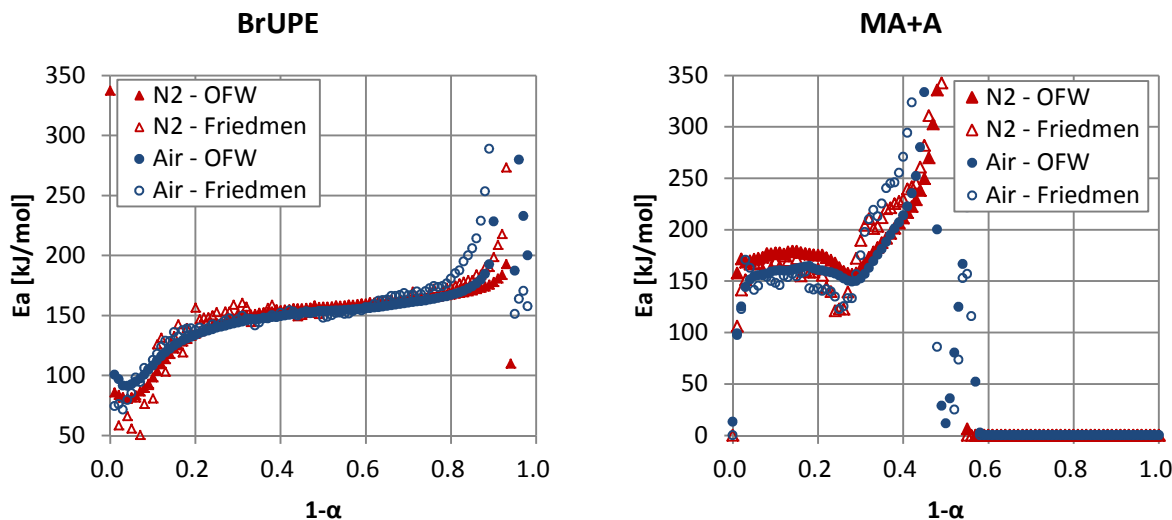 BrUPE
Ea [kJ/mol]
350
300
250
200
150
100
50
N2 - OFW
N2 - Friedmen
Air - OFW
Air - Friedmen
0.0 0.2 0.4 0.6 0.8 1.0
1-α
MA+A
Ea [kJ/mol]
350
300
250
200
150
100
50
0
N2 - OFW
N2 - Friedmen
Air - OFW
Air - Friedmen
0.0 0.2 0.4 0.6 0.8 1.0
1-α